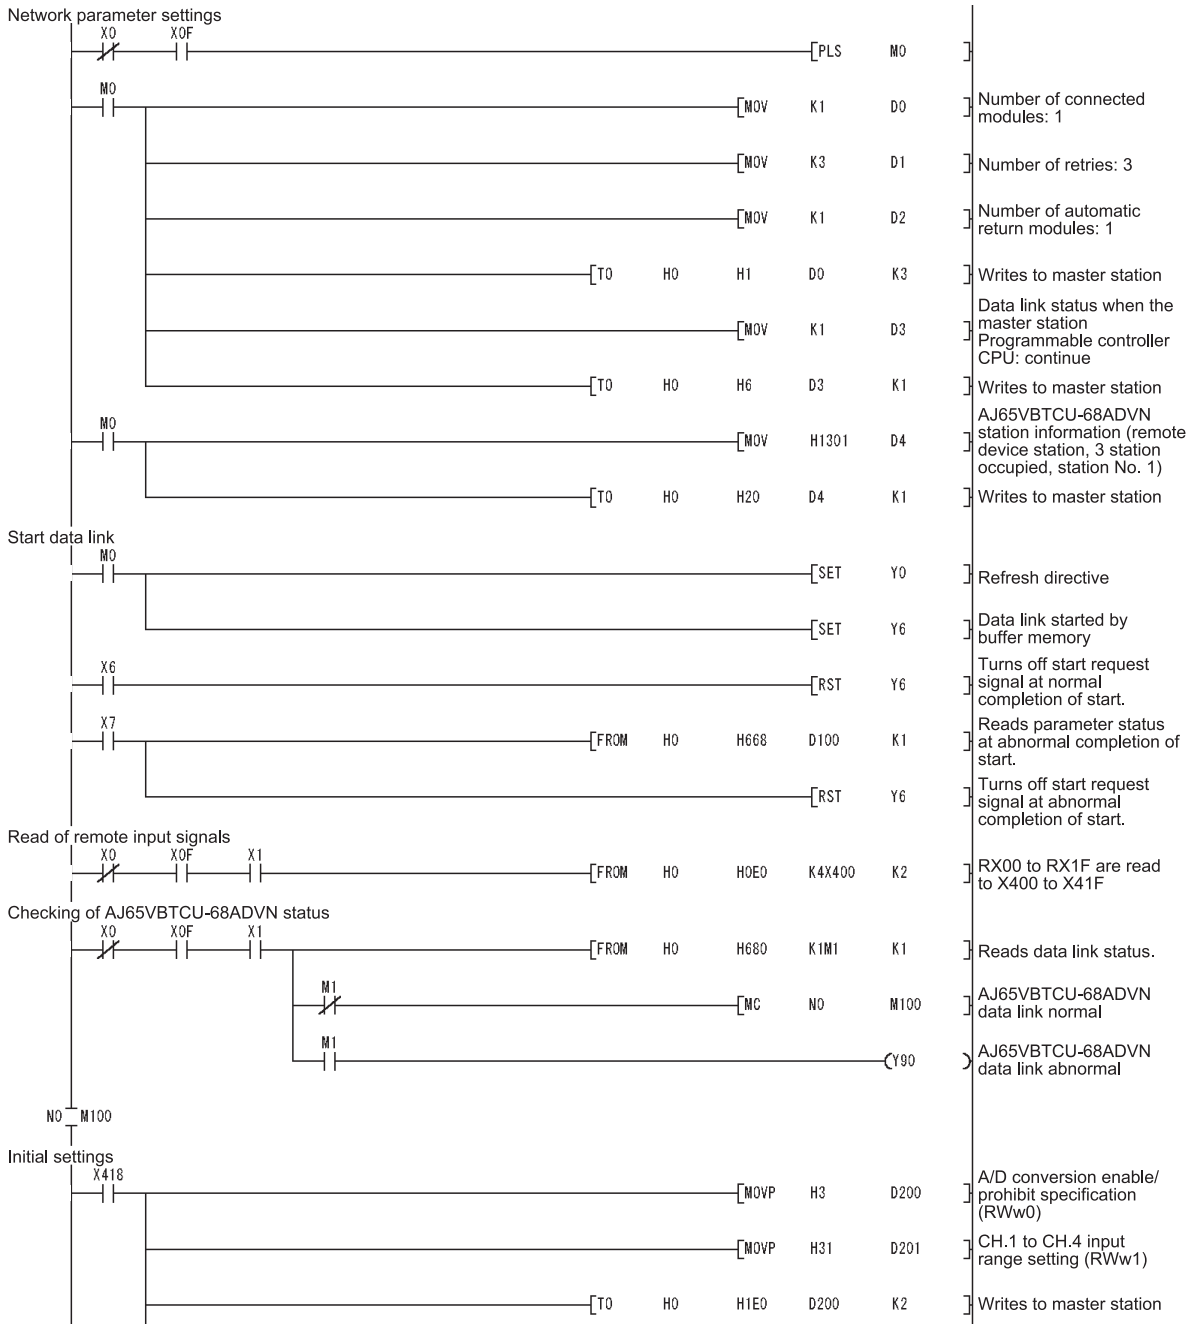 Network parameter settings
X0 X0F
PLS M0
M0
MOV K1 D0
Number of connected
modules: 1
MOV K3 D1
Number of retries: 3
MOV K1 D2
Number of automatic
return modules: 1
TO H0 H1 D0 K3
Writes to master station
MOV K1 D3
Data link status when the
master station
Programmable controller
CPU: continue
TO H0 H6 D3 K1
Writes to master station
M0
MOV H1301 D4
AJ65VBTCU-68ADVN
station information (remote
device station, 3 station
occupied, station No. 1)
TO H0 H20 D4 K1
Writes to master station
Start data link
M0
SET Y0
Refresh directive
SET Y6
Data link started by
buffer memory
X6
RST Y6
Turns off start request
signal at normal
completion of start.
X7
FROM H0 H668 D100 K1
Reads parameter status
at abnormal completion of
start.
RST Y6
Turns off start request
signal at abnormal
completion of start.
Read of remote input signals
X0 X0F X1
FROM H0 H0E0 K4X400 K2
RX00 to RX1F are read
to X400 to X41F
Checking of AJ65VBTCU-68ADVN status
X0 X0F X1
FROM H0 H680 K1M1 K1
Reads data link status.
M1
MC N0 M100
AJ65VBTCU-68ADVN
data link normal
M1
Y90
AJ65VBTCU-68ADVN
data link abnormal
N0 M100
Initial settings
X418
MOVP H3 D200
A/D conversion enable/
prohibit specification
(RWw0)
MOVP H31 D201
CH.1 to CH.4 input
range setting (RWw1)
TO H0 H1E0 D200 K2
Writes to master station